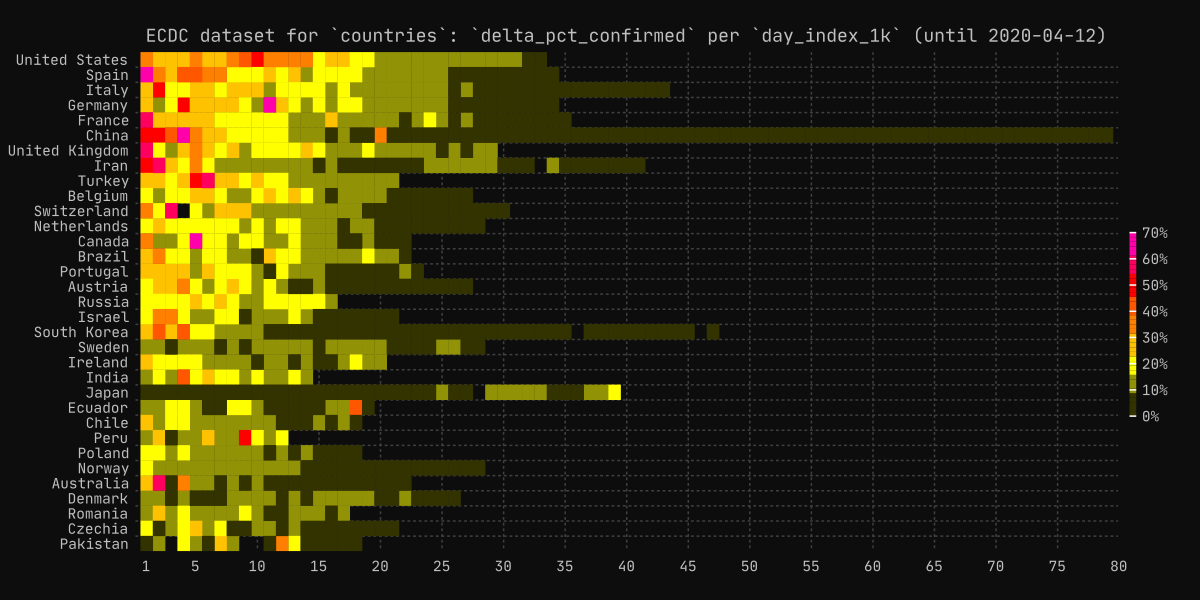 ECDC dataset for `countries`: `delta_pct_confirmed` per `day_index_1k` (until 2020-04-12)
United States
Spain
Italy
Germany
France
China
United Kingdom
Iran
Turkey
Belgium
Switzerland
Netherlands
Canada
Brazil
Portugal
Austria
Russia
Israel
South Korea
Sweden
Ireland
India
Japan
Ecuador
Chile
Peru
Poland
Norway
Australia
Denmark
Romania
Czechia
Pakistan
1 5 10 15 20 25 30 35 40 45 50 55 60 65 70 75 80
70%
60%
50%
40%
30%
20%
10%
0%